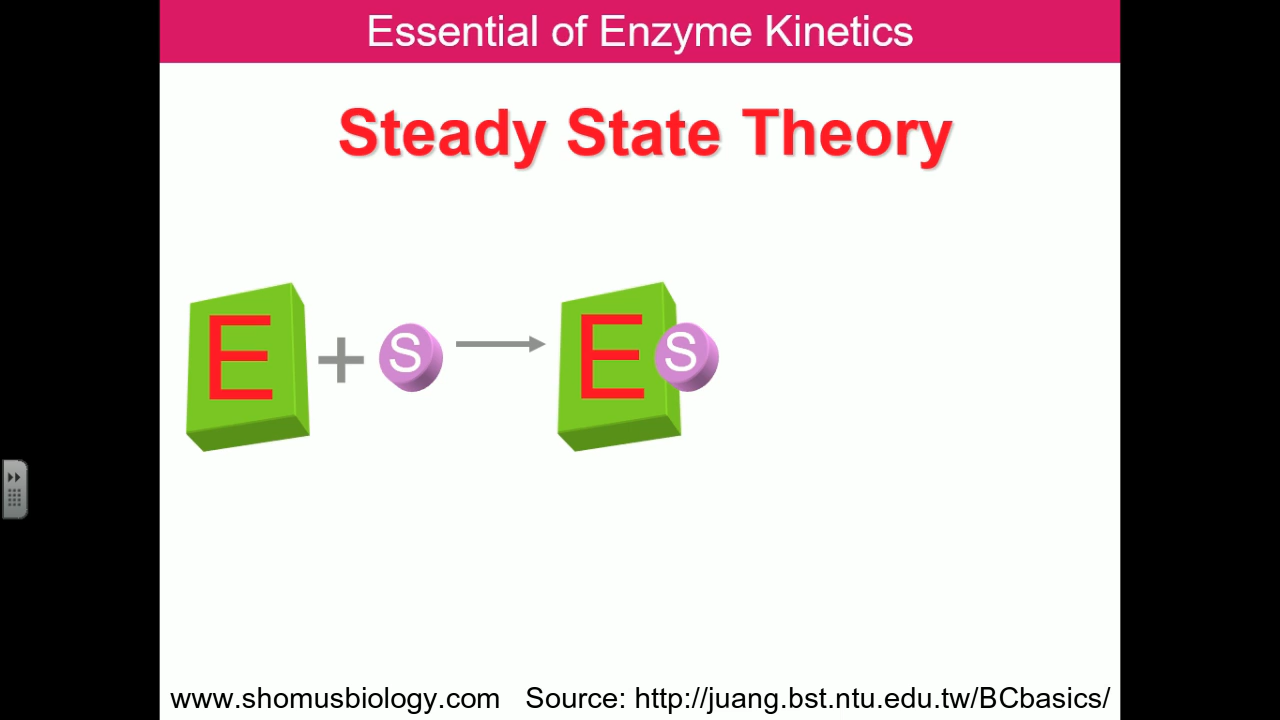 Essential of Enzyme Kinetics
Steady State Theory
E + S → E S
www.shomusbiology.com Source: http://juang.bst.ntu.edu.tw/BCbasics/